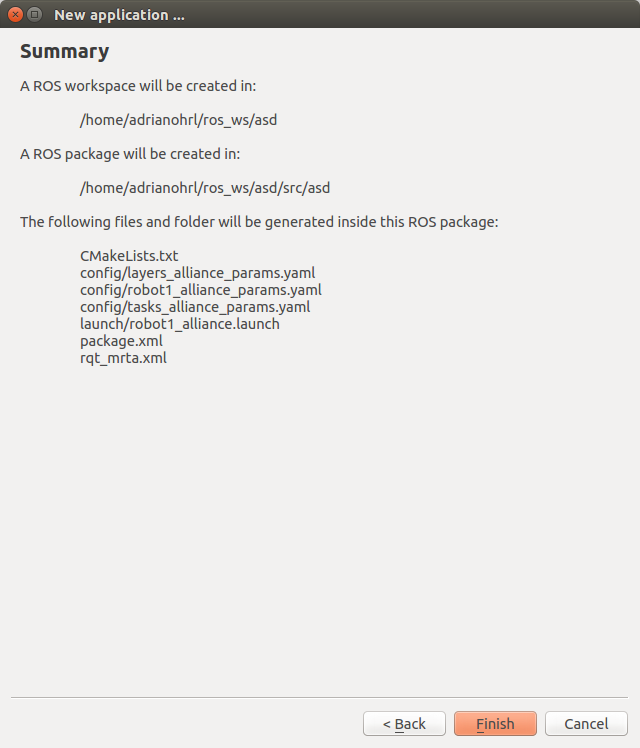 New application ...
Summary
A ROS workspace will be created in:
/home/adrianohrl/ros_ws/asd
A ROS package will be created in:
/home/adrianohrl/ros_ws/asd/src/asd
The following files and folder will be generated inside this ROS package:
CMakeLists.txt
config/layers_alliance_params.yaml
config/robot1_alliance_params.yaml
config/tasks_alliance_params.yaml
launch/robot1_alliance.launch
package.xml
rqt_mrta.xml
< Back Finish Cancel